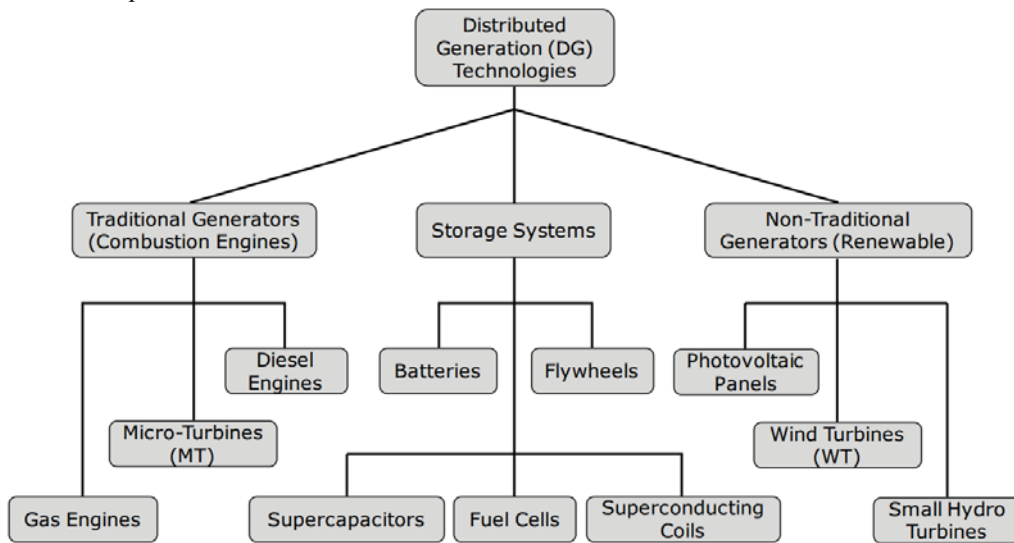 Distributed
Generation (DG)
Technologies
Traditional Generators
(Combustion Engines)
Storage Systems
Non-Traditional
Generators (Renewable)
Diesel
Engines
Batteries
Flywheels
Photovoltaic
Panels
Micro-Turbines
(MT)
Wind Turbines
(WT)
Gas Engines
Supercapacitors
Fuel Cells
Superconducting
Coils
Small Hydro
Turbines